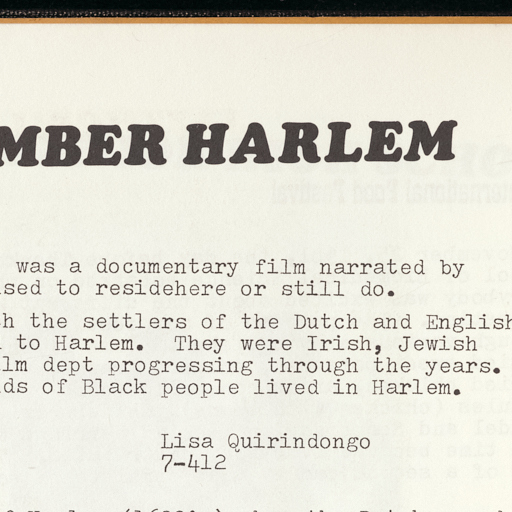 MBER HARLEM
was a documentary film narrated by
sed to residehere or still do.
h the settlers of the Dutch and English
to Harlem. They were Irish, Jewish
lm dept progressing through the years.
ds of Black people lived in Harlem.
Lisa Quirindongo
7-412